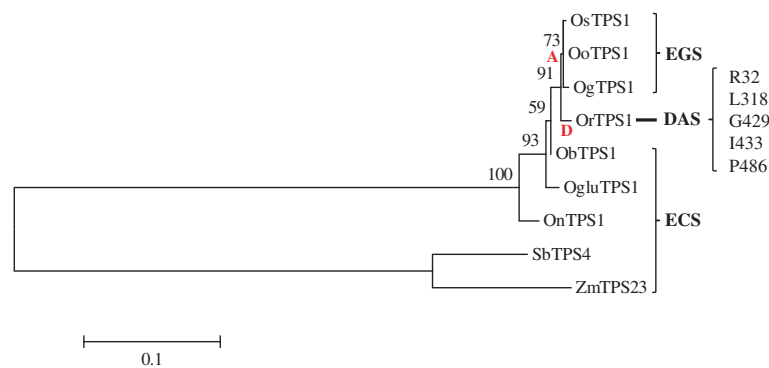 OsTPS1
73
OoTPS1
EGS
A
R32
91
OgTPS1
L318
59
OrTPS1
DAS
G429
D
I433
93
ObTPS1
P486
100
OgluTPS1
ECS
OnTPS1
SbTPS4
ZmTPS23
0.1